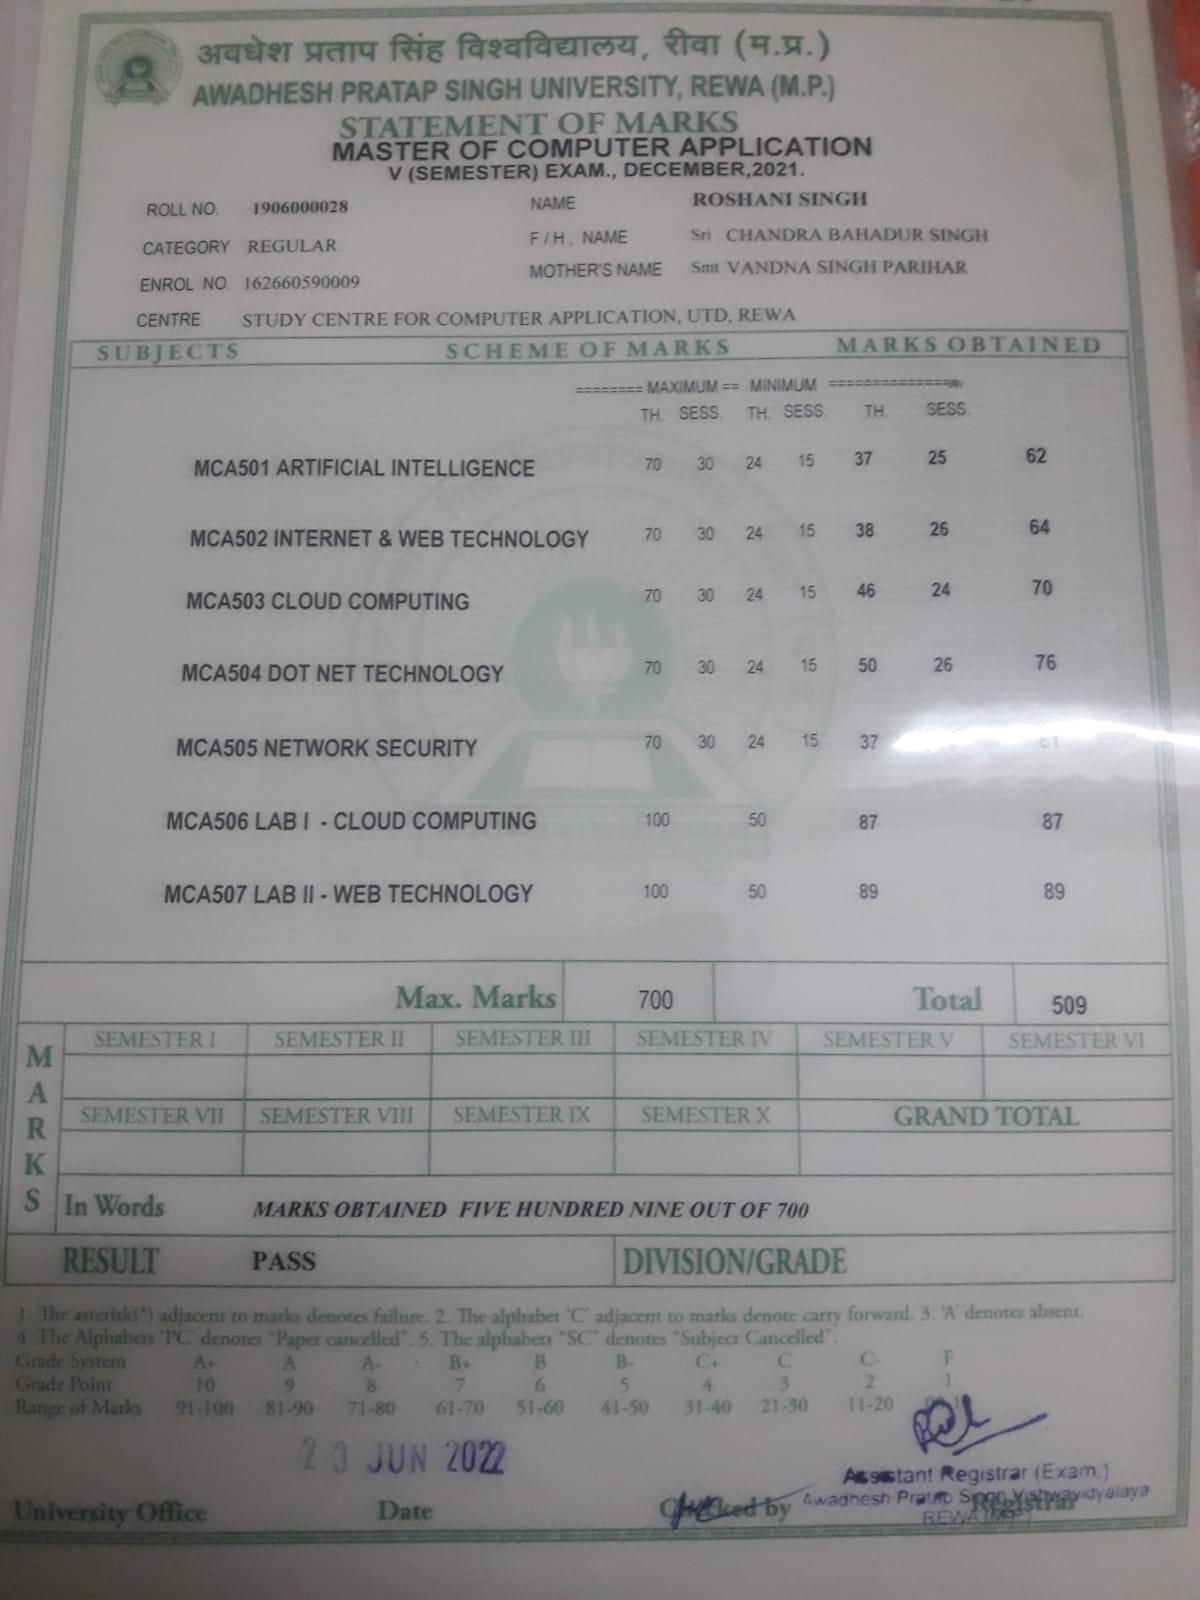 अवधेश प्रताप सिंह विश्वविद्यालय, रीवा (म.प्र.)
AWADHESH PRATAP SINGH UNIVERSITY, REWA (M.P.)
STATEMENT OF MARKS
MASTER OF COMPUTER APPLICATION
V (SEMESTER) EXAM., DECEMBER,2021.
ROLL NO. 1906000028 NAME ROSHANI SINGH
CATEGORY REGULAR F / H , NAME Sri CHANDRA BAHADUR SINGH
ENROL NO. 162660590009 MOTHER'S NAME Smt VANDNA SINGH PARIHAR
CENTRE STUDY CENTRE FOR COMPUTER APPLICATION, UTD, REWA
SUBJECTS SCHEME OF MARKS MARKS OBTAINED
======== MAXIMUM == MINIMUM ===============
TH. SESS. TH. SESS. TH. SESS.
MCA501 ARTIFICIAL INTELLIGENCE 70 30 24 15 37 25 62
MCA502 INTERNET & WEB TECHNOLOGY 70 30 24 15 38 26 64
MCA503 CLOUD COMPUTING 70 30 24 15 46 24 70
MCA504 DOT NET TECHNOLOGY 70 30 24 15 50 26 76
MCA505 NETWORK SECURITY 70 30 24 15 37 61
MCA506 LAB I - CLOUD COMPUTING 100 50 87 87
MCA507 LAB II - WEB TECHNOLOGY 100 50 89 89
Max. Marks 700 Total 509
MARKS
SEMESTER I SEMESTER II SEMESTER III SEMESTER IV SEMESTER V SEMESTER VI
SEMESTER VII SEMESTER VIII SEMESTER IX SEMESTER X GRAND TOTAL
In Words MARKS OBTAINED FIVE HUNDRED NINE OUT OF 700
RESULT PASS DIVISION/GRADE
1. The asterisk(*) adjacent to marks denotes failure. 2. The alphabet 'C' adjacent to marks denote carry forward. 3. 'A' denotes absent.
4. The Alphabets 'PC' denotes "Paper cancelled". 5. The alphabets "SC" denotes "Subject Cancelled".
Grade System A+ A A- B+ B B- C+ C C- F
Grade Point 10 9 8 7 6 5 4 3 2 1
Range of Marks 91-100 81-90 71-80 61-70 51-60 41-50 31-40 21-30 11-20
23 JUN 2022
Assistant Registrar (Exam.)
Awadhesh Pratap Singh Vishwavidyalaya
REWA (M.P.)
University Office Date Checked by Registrar